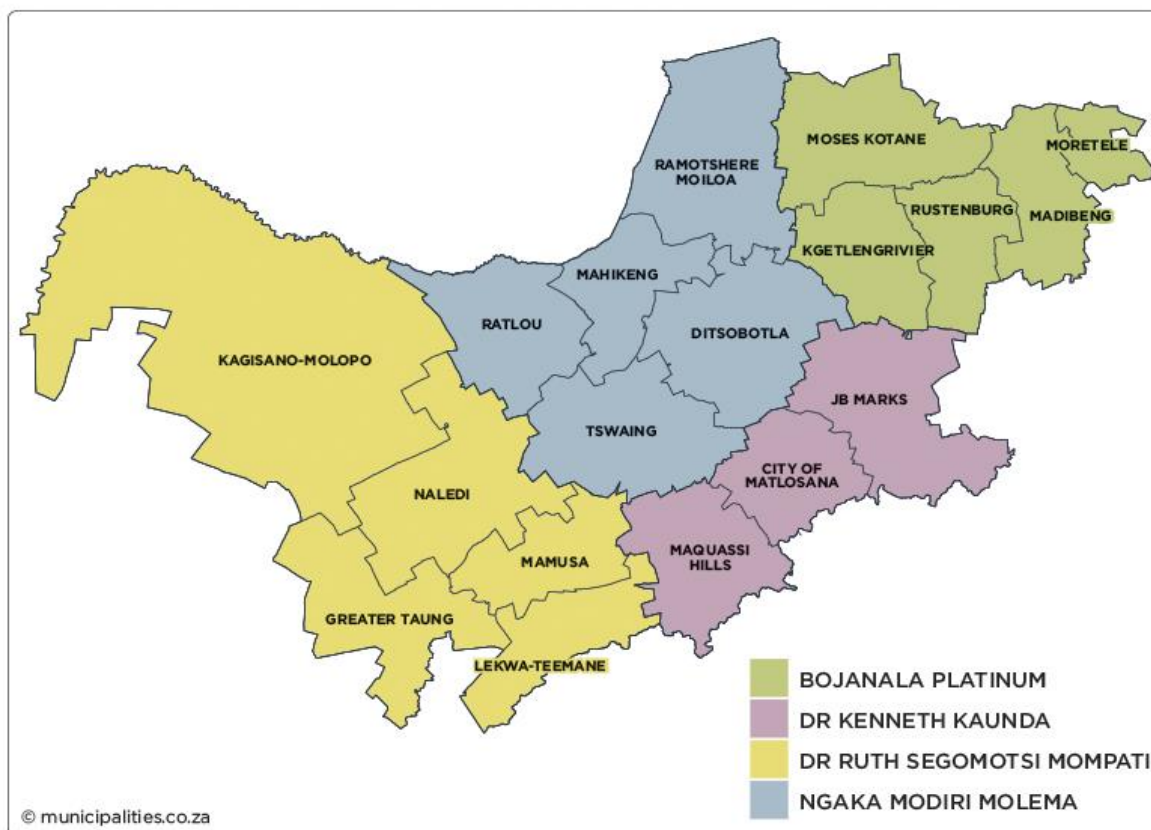 MOSES KOTANE
MORETELE
RAMOTSHERE
MOILOA
RUSTENBURG
MADIBENG
KGETLENGRIVIER
MAHIKENG
RATLOU
DITSOBOTLA
KAGISANO-MOLOPO
JB MARKS
TSWAING
CITY OF
MATLOSANA
NALEDI
MAMUSA
MAQUASSI
HILLS
GREATER TAUNG
LEKWA-TEEMANE
BOJANALA PLATINUM
DR KENNETH KAUNDA
DR RUTH SEGOMOTSI MOMPATI
NGAKA MODIRI MOLEMA
© municipalities.co.za